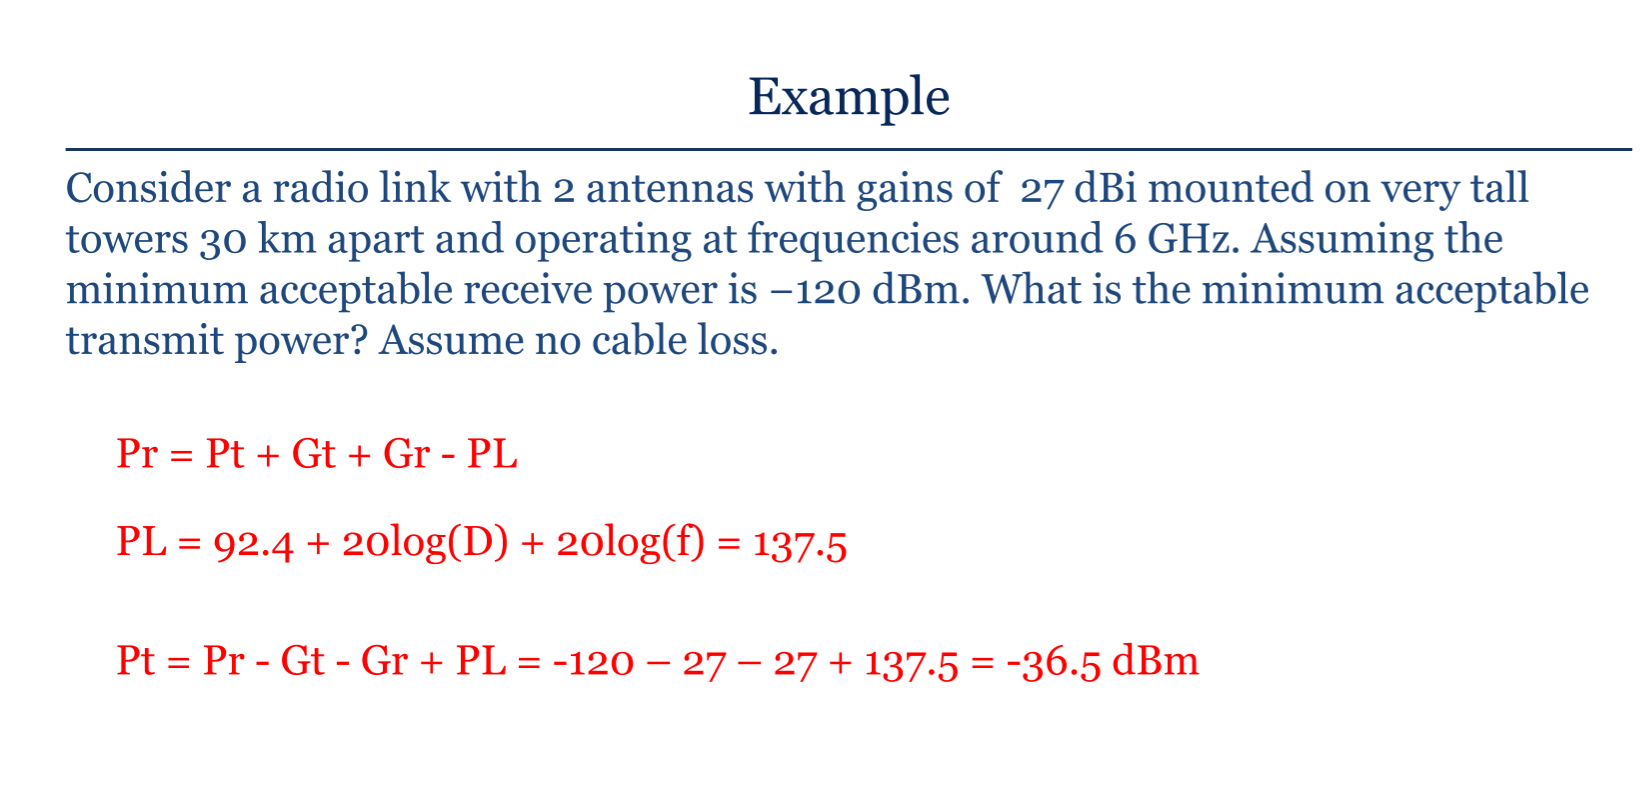 Example
Consider a radio link with 2 antennas with gains of  27 dBi mounted on very tall
towers 30 km apart and operating at frequencies around 6 GHz. Assuming the
minimum acceptable receive power is –120 dBm. What is the minimum acceptable
transmit power? Assume no cable loss.
Pr = Pt + Gt + Gr - PL
PL = 92.4 + 20log(D) + 20log(f) = 137.5
Pt = Pr - Gt - Gr + PL = -120 – 27 – 27 + 137.5 = -36.5 dBm